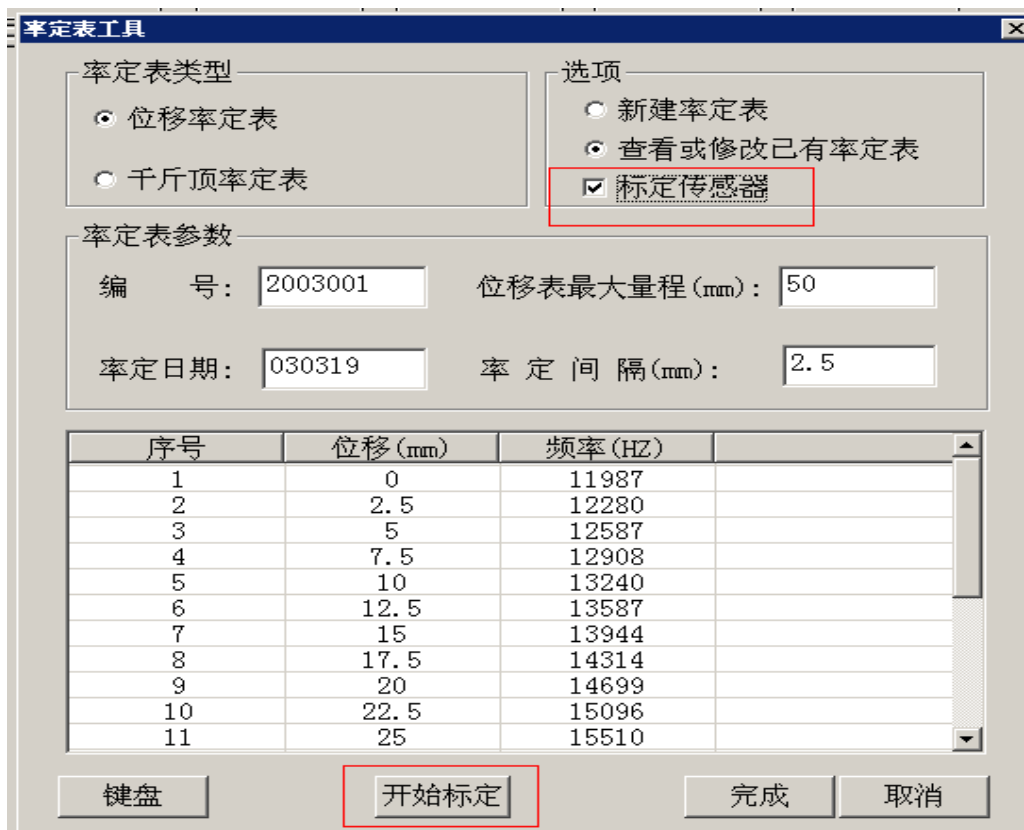 率定表工具
率定表类型
位移率定表
千斤顶率定表
选项
新建率定表
查看或修改已有率定表
标定传感器
率定表参数
编 号: 2003001 位移表最大量程(mm): 50
率定日期: 030319 率 定 间 隔(mm): 2.5
序号 位移(mm) 频率(HZ)
1 0 11987
2 2.5 12280
3 5 12587
4 7.5 12908
5 10 13240
6 12.5 13587
7 15 13944
8 17.5 14314
9 20 14699
10 22.5 15096
11 25 15510
键盘 开始标定 完成 取消